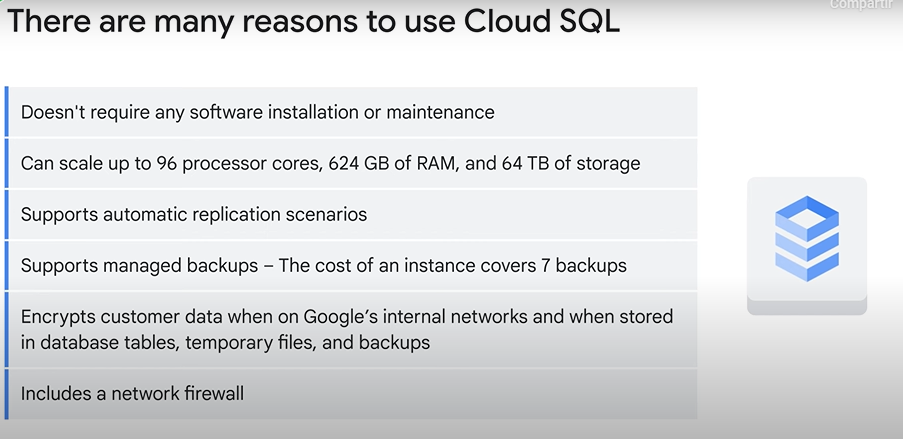 Compartir
There are many reasons to use Cloud SQL
Doesn't require any software installation or maintenance
Can scale up to 96 processor cores, 624 GB of RAM, and 64 TB of storage
Supports automatic replication scenarios
Supports managed backups – The cost of an instance covers 7 backups
Encrypts customer data when on Google’s internal networks and when stored
in database tables, temporary files, and backups
Includes a network firewall